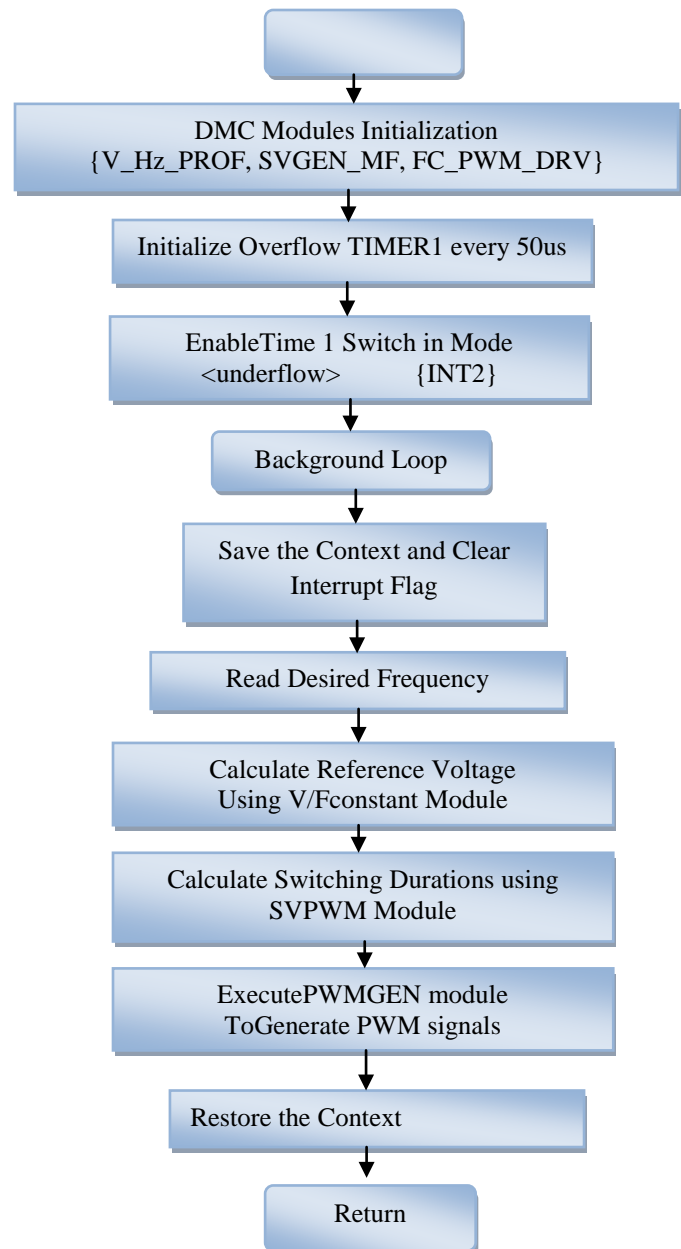 DMC Modules Initialization
{V_Hz_PROF, SVGEN_MF, FC_PWM_DRV}
Initialize Overflow TIMER1 every 50us
EnableTime 1 Switch in Mode
<underflow> {INT2}
Background Loop
Save the Context and Clear
Interrupt Flag
Read Desired Frequency
Calculate Reference Voltage
Using V/Fconstant Module
Calculate Switching Durations using
SVPWM Module
ExecutePWMGEN module
ToGenerate PWM signals
Restore the Context
Return